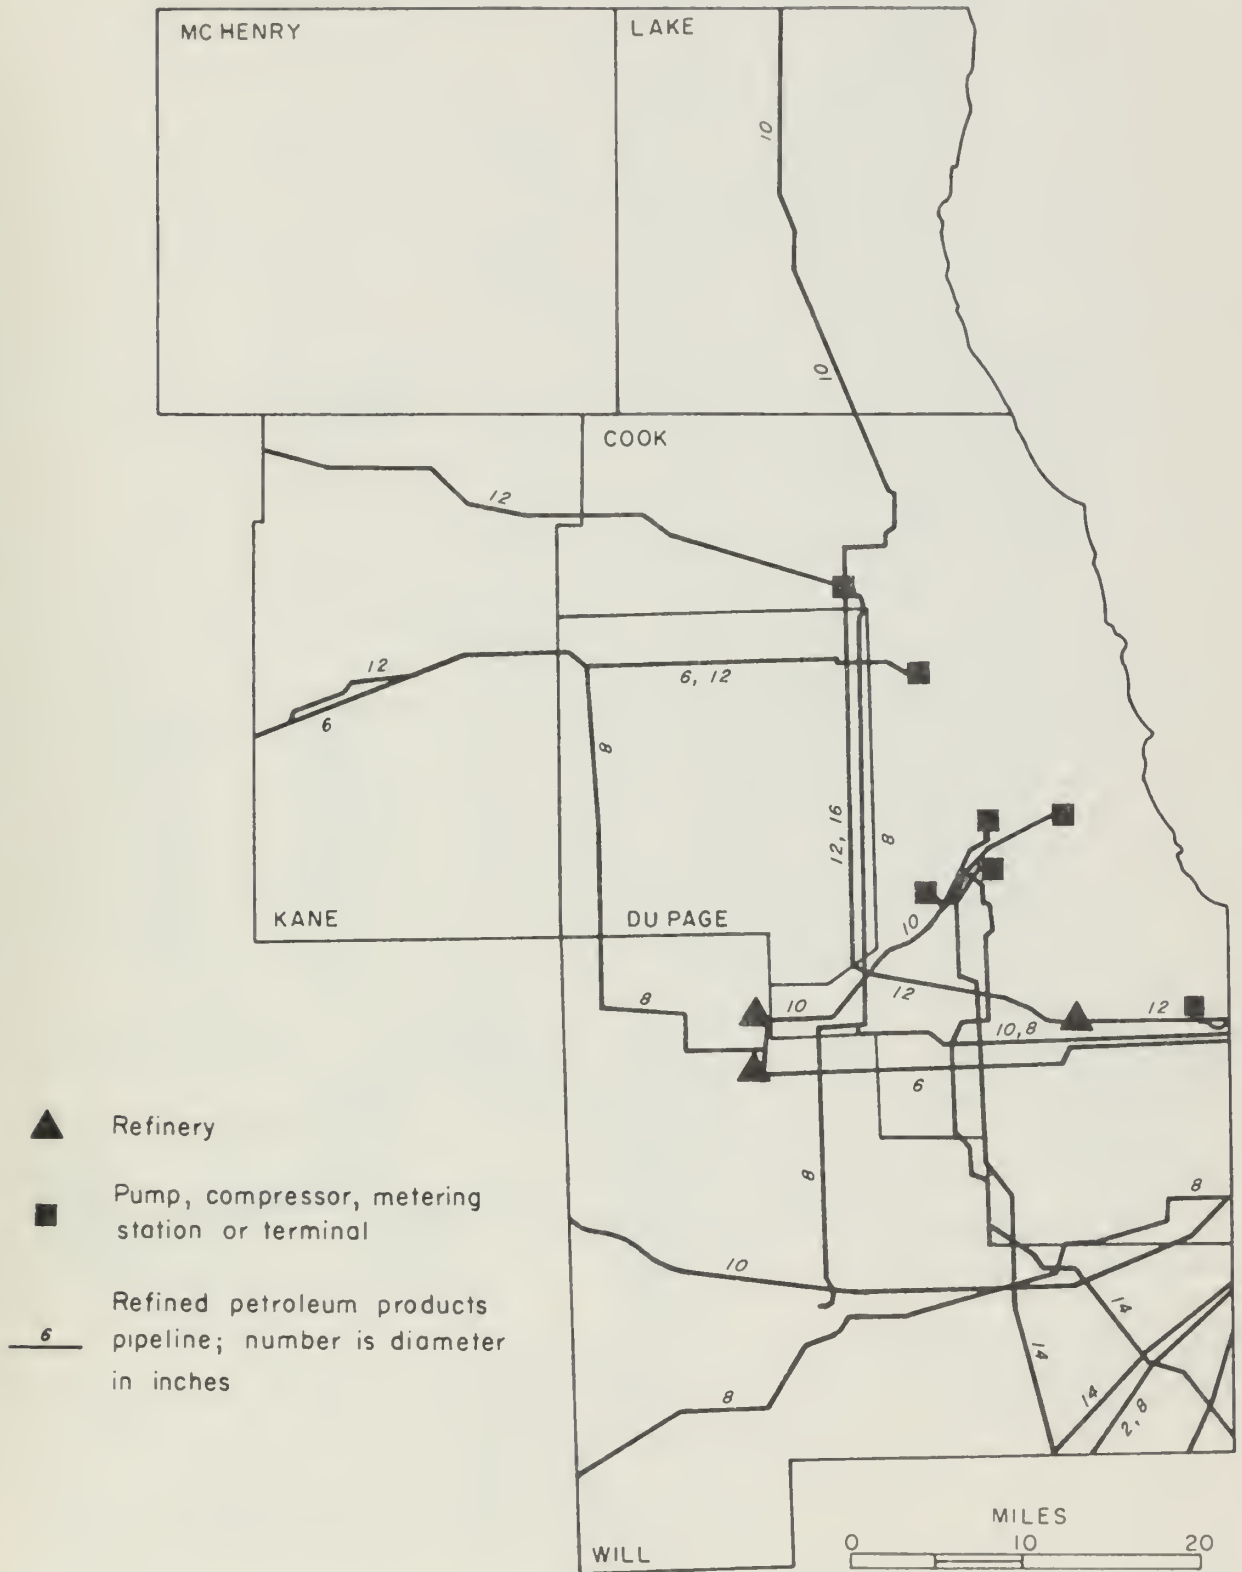 MC HENRY
LAKE
10
10
COOK
12
12
6, 12
6
8
12, 16
8
KANE
DU PAGE
10
8
10
12
12
10, 8
6
Refinery
Pump, compressor, metering
station or terminal
6
Refined petroleum products
pipeline; number is diameter
in inches
8
8
10
14
14
8
14
2, 8
WILL
MILES
0 10 20